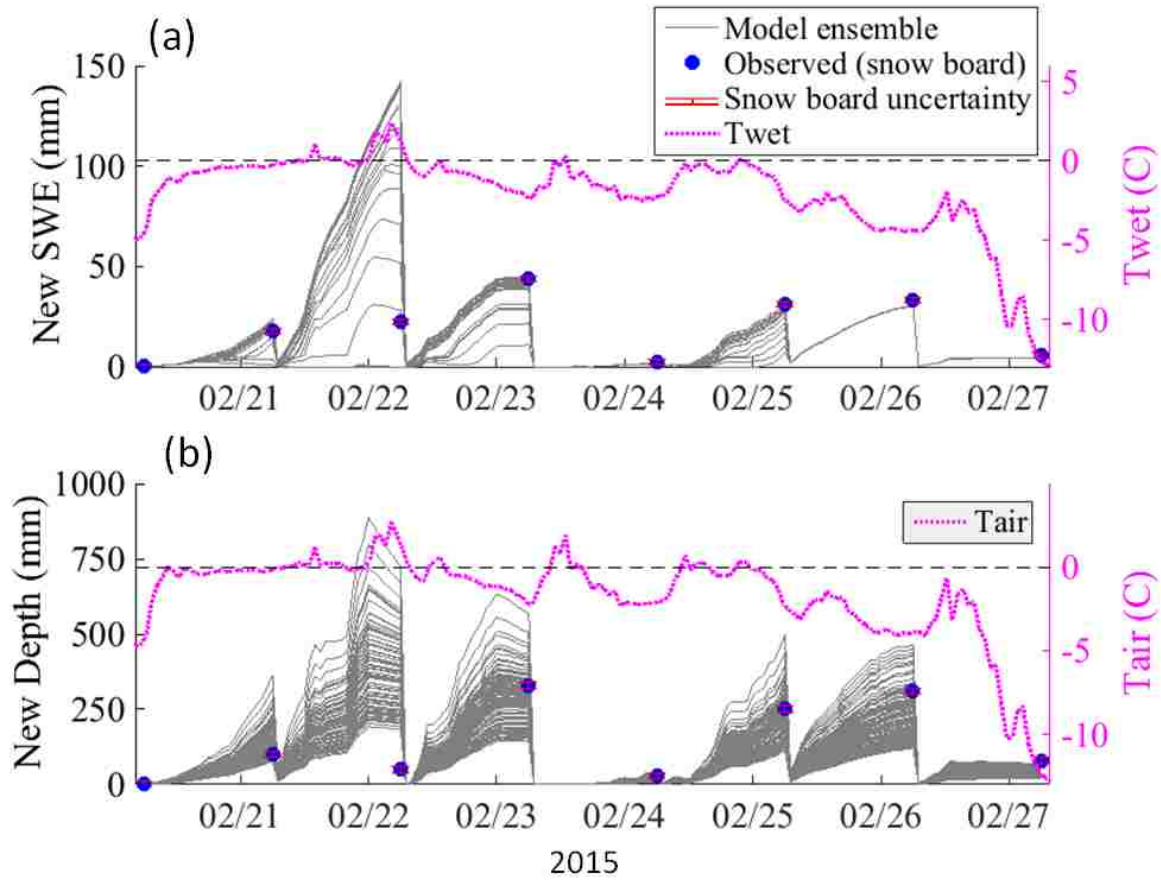 (a)
Model ensemble
Observed (snow board)
Snow board uncertainty
Twet
150
100
50
0
New SWE (mm)
5
0
-5
-10
Twet (C)
02/21 02/22 02/23 02/24 02/25 02/26 02/27
(b)
Tair
1000
750
500
250
0
New Depth (mm)
0
-5
-10
Tair (C)
02/21 02/22 02/23 02/24 02/25 02/26 02/27
2015